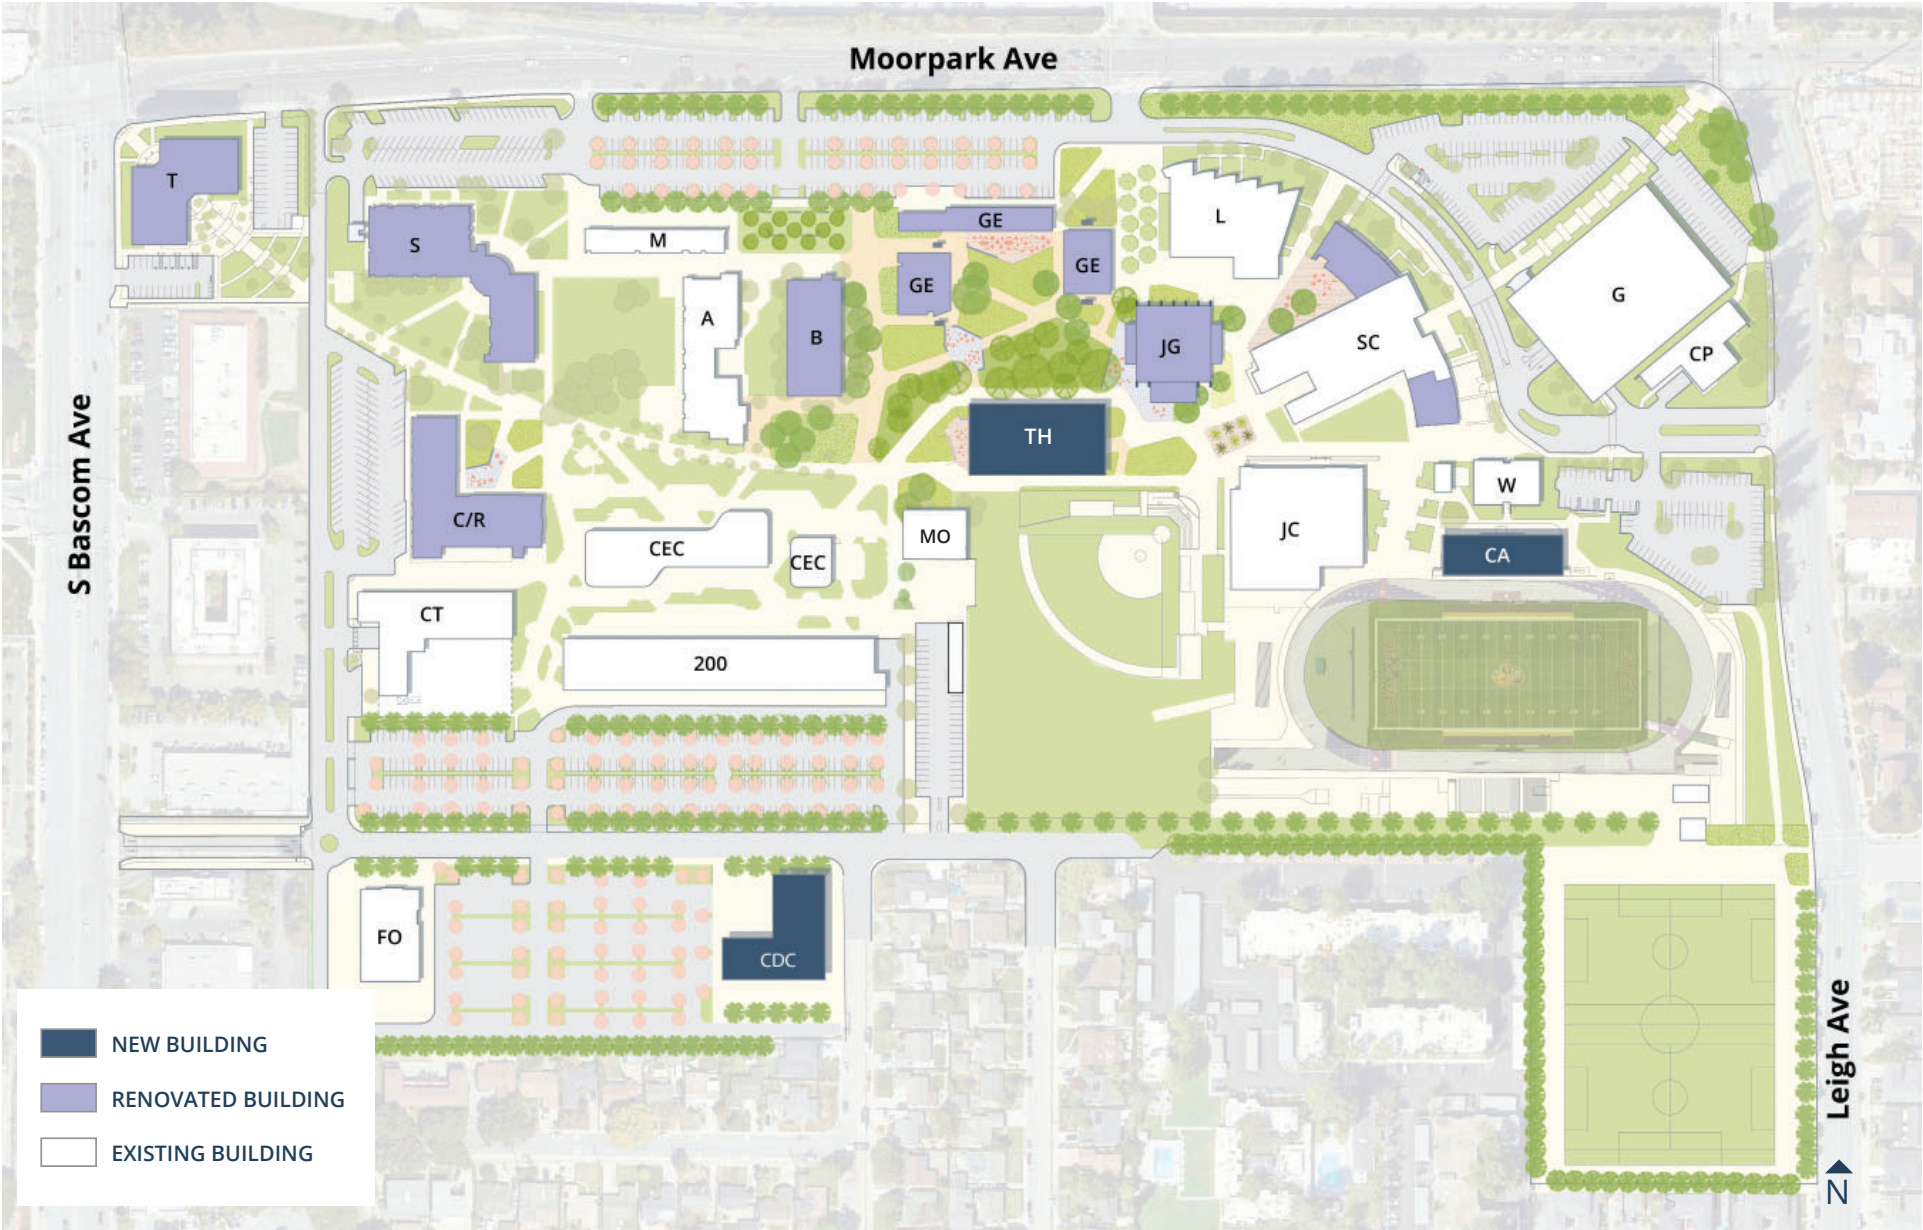 Moorpark Ave
T
S
M
GE
L
GE
GE
A
B
JG
SC
G
CP
S Bascom Ave
TH
C/R
CEC
CEC
MO
JC
W
CA
CT
200
FO
CDC
NEW BUILDING
RENOVATED BUILDING
EXISTING BUILDING
Leigh Ave
N